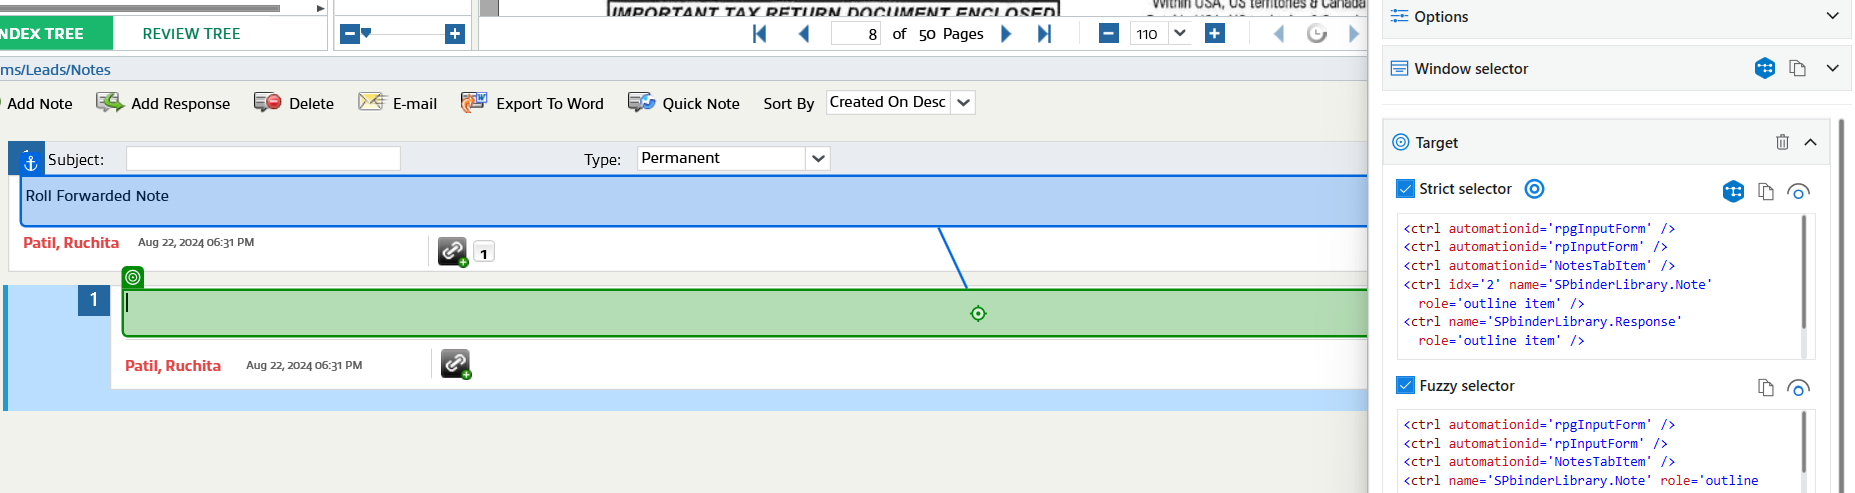 IMPORTANT TAX RETURN DOCUMENT ENCLOSED
Within USA, US territories & Canada
NDEX TREE
REVIEW TREE
8 of 50 Pages
110
ms/Leads/Notes
Add Note Add Response Delete E-mail Export To Word Quick Note Sort By Created On Desc
Subject: Type: Permanent
Roll Forwarded Note
Patil, Ruchita Aug 22, 2024 06:31 PM 1
1
Patil, Ruchita Aug 22, 2024 06:31 PM
Options
Window selector
Target
Strict selector
<ctrl automationid='rpgInputForm' />
<ctrl automationid='rpInputForm' />
<ctrl automationid='NotesTabItem' />
<ctrl idx='2' name='SPbinderLibrary.Note'
role='outline item' />
<ctrl name='SPbinderLibrary.Response'
role='outline item' />
Fuzzy selector
<ctrl automationid='rpgInputForm' />
<ctrl automationid='rpInputForm' />
<ctrl automationid='NotesTabItem' />
<ctrl name='SPbinderLibrary.Note' role='outline